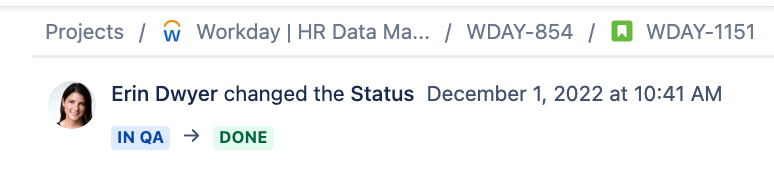 Projects / Workday | HR Data Ma... / WDAY-854 / WDAY-1151
Erin Dwyer changed the Status December 1, 2022 at 10:41 AM
IN QA → DONE